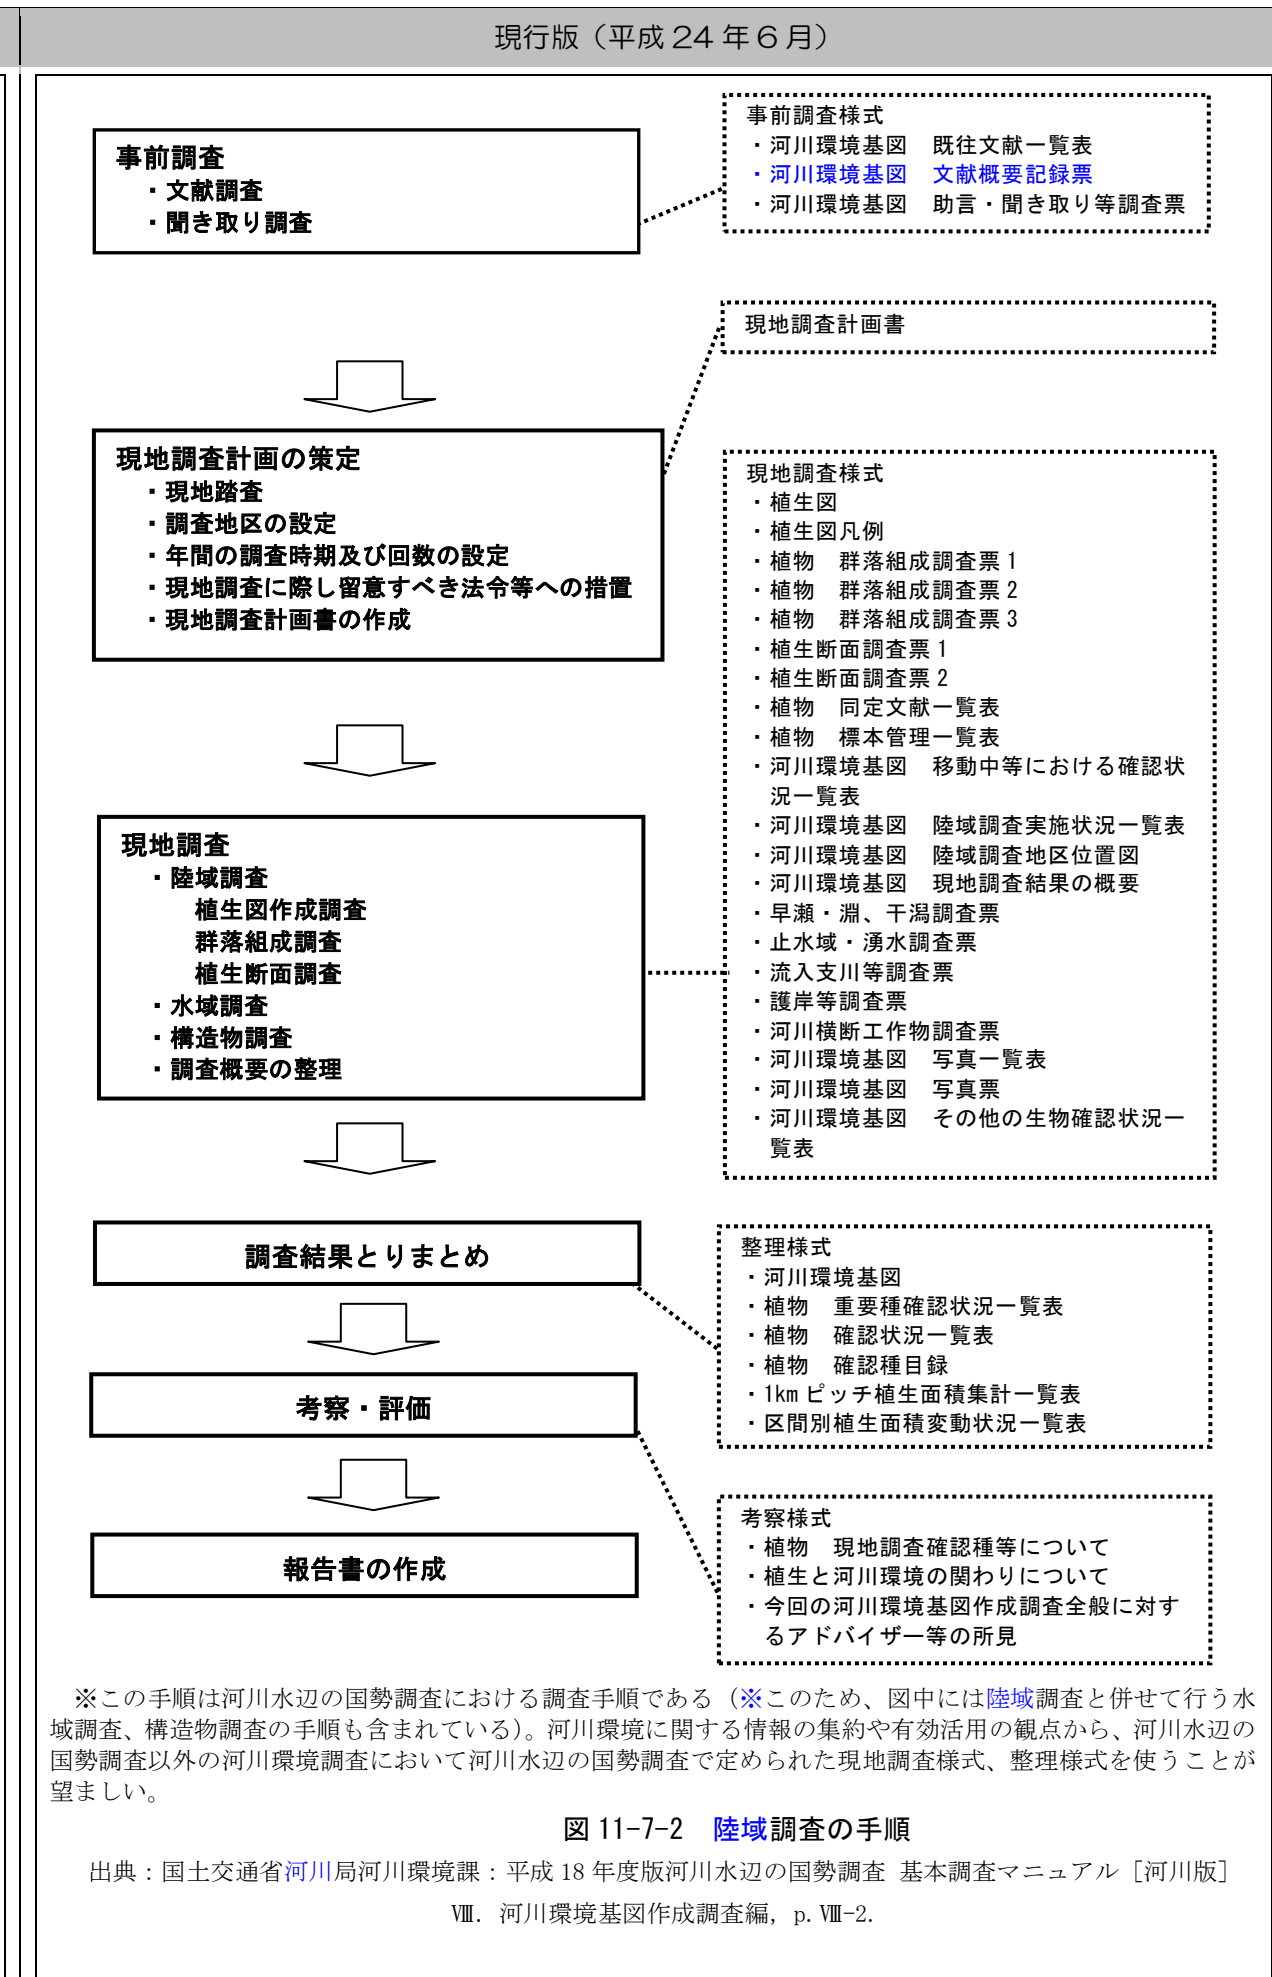 現行版（平成 24 年 6 月）
事前調査
・文献調査
・聞き取り調査
事前調査様式
・河川環境基図　既往文献一覧表
・河川環境基図　文献概要記録票
・河川環境基図　助言・聞き取り等調査票
現地調査計画書
現地調査計画の策定
・現地踏査
・調査地区の設定
・年間の調査時期及び回数の設定
・現地調査に際し留意すべき法令等への措置
・現地調査計画書の作成
現地調査様式
・植生図
・植生図凡例
・植物　群落組成調査票 1
・植物　群落組成調査票 2
・植物　群落組成調査票 3
・植生断面調査票 1
・植生断面調査票 2
・植物　同定文献一覧表
・植物　標本管理一覧表
・河川環境基図　移動中等における確認状
況一覧表
・河川環境基図　陸域調査実施状況一覧表
・河川環境基図　陸域調査地区位置図
・河川環境基図　現地調査結果の概要
・早瀬・淵、干潟調査票
・止水域・湧水調査票
・流入支川等調査票
・護岸等調査票
・河川横断工作物調査票
・河川環境基図　写真一覧表
・河川環境基図　写真票
・河川環境基図　その他の生物確認状況一
覧表
現地調査
・陸域調査
植生図作成調査
群落組成調査
植生断面調査
・水域調査
・構造物調査
・調査概要の整理
調査結果とりまとめ
整理様式
・河川環境基図
・植物　重要種確認状況一覧表
・植物　確認状況一覧表
・植物　確認種目録
・1km ピッチ植生面積集計一覧表
・区間別植生面積変動状況一覧表
考察・評価
考察様式
・植物　現地調査確認種等について
・植生と河川環境の関わりについて
・今回の河川環境基図作成調査全般に対す
るアドバイザー等の所見
報告書の作成
※この手順は河川水辺の国勢調査における調査手順である（※このため、図中には陸域調査と併せて行う水
域調査、構造物調査の手順も含まれている）。河川環境に関する情報の集約や有効活用の観点から、河川水辺の
国勢調査以外の河川環境調査において河川水辺の国勢調査で定められた現地調査様式、整理様式を使うことが
望ましい。
図 11-7-2　陸域調査の手順
出典：国土交通省河川局河川環境課：平成 18 年度版河川水辺の国勢調査 基本調査マニュアル［河川版］
Ⅷ. 河川環境基図作成調査編, p.Ⅷ-2.